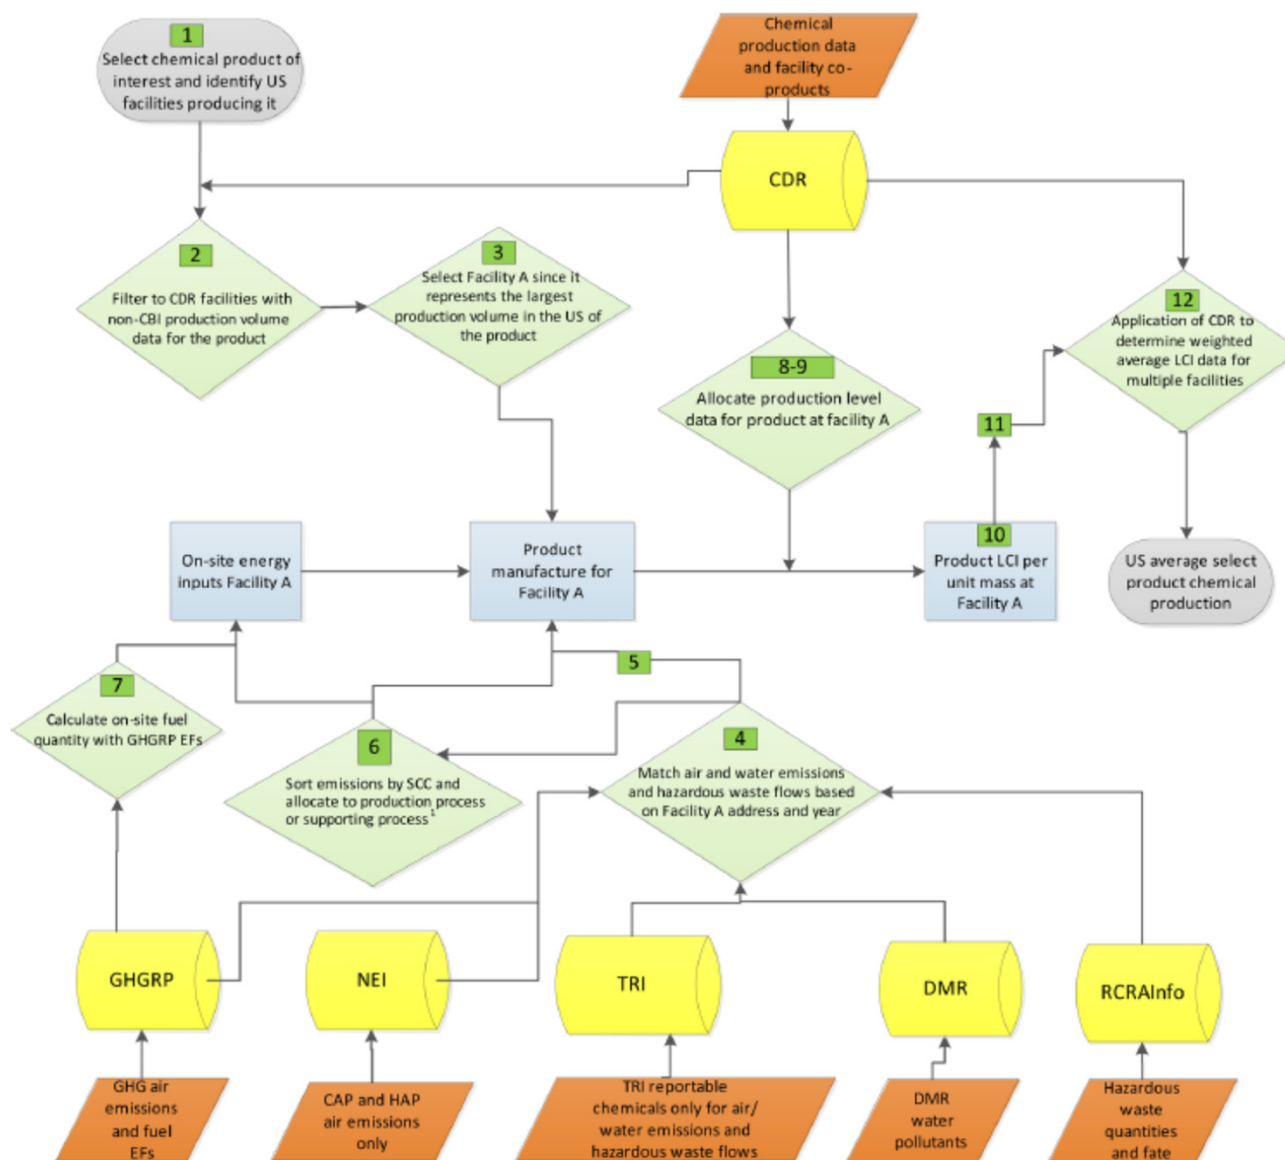 1
Select chemical product of
interest and identify US
facilities producing it
Chemical
production data
and facility co-
products
CDR
2
Filter to CDR facilities with
non-CBI production volume
data for the product
3
Select Facility A since it
represents the largest
production volume in the US of
the product
8-9
Allocate production level
data for product at facility A
12
Application of CDR to
determine weighted
average LCI data for
multiple facilities
11
On-site energy
inputs Facility A
Product
manufacture for
Facility A
10
Product LCI per
unit mass at
Facility A
US average select
product chemical
production
5
7
Calculate on-site fuel
quantity with GHGRP EFs
6
Sort emissions by SCC and
allocate to production process
or supporting process1
4
Match air and water emissions
and hazardous waste flows based
on Facility A address and year
GHGRP
NEI
TRI
DMR
RCRAInfo
GHG air
emissions
and fuel
EFs
CAP and HAP
air emissions
only
TRI reportable
chemicals only for air/
water emissions and
hazardous waste flows
DMR
water
pollutants
Hazardous
waste
quantities
and fate